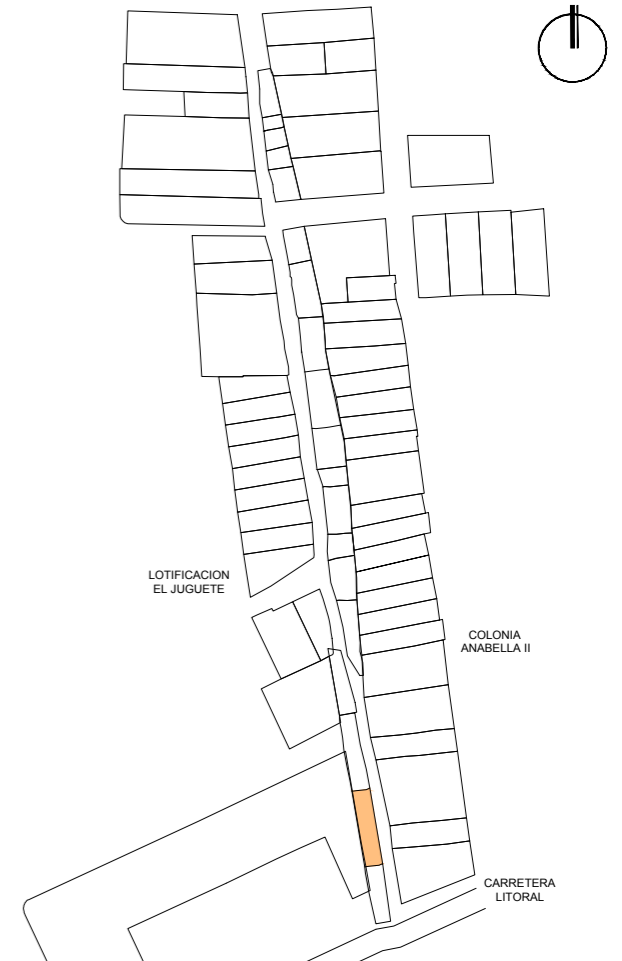 LOTIFICACION
EL JUGUETE
COLONIA
ANABELLA II
CARRETERA
LITORAL